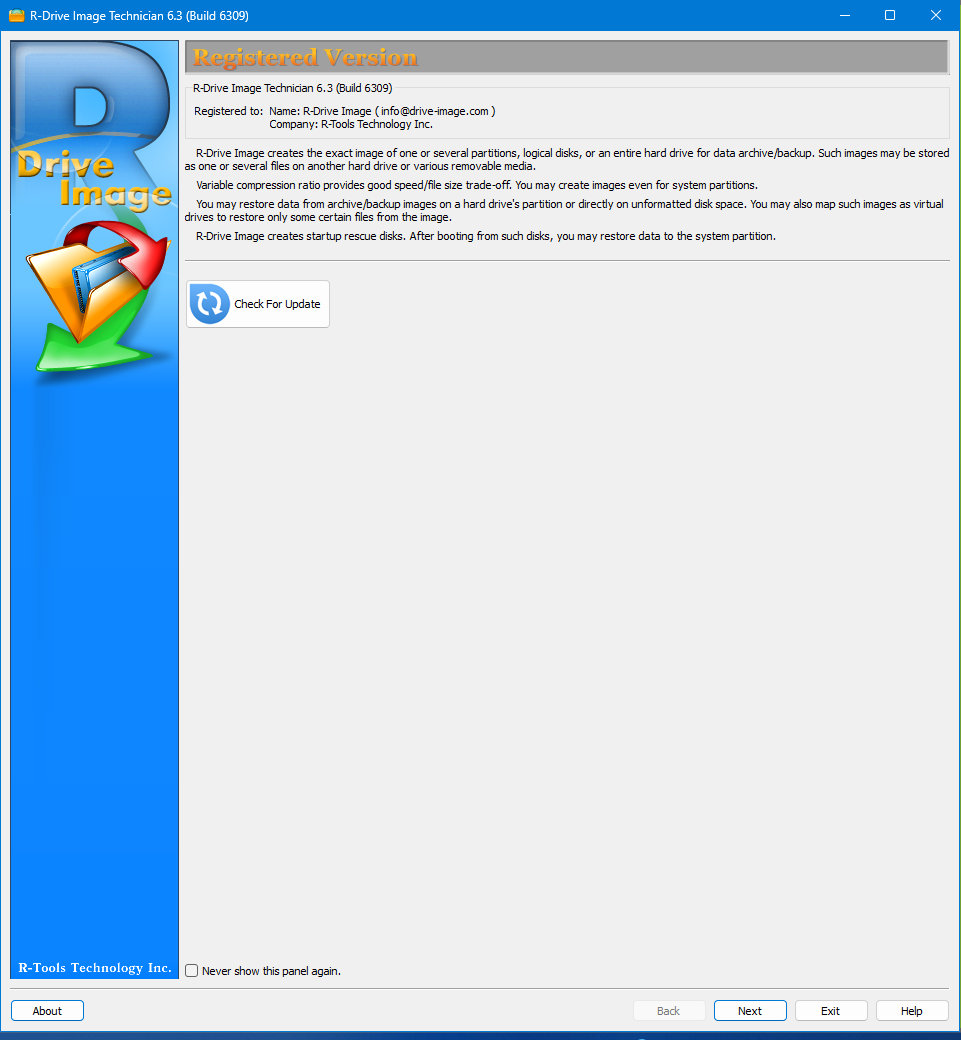 R-Drive Image Technician 6.3 (Build 6309)
R
Drive
Image
Registered Version
R-Drive Image Technician 6.3 (Build 6309)
Registered to: Name: R-Drive Image ( info@drive-image.com )
Company: R-Tools Technology Inc.
R-Drive Image creates the exact image of one or several partitions, logical disks, or an entire hard drive for data archive/backup. Such images may be stored
as one or several files on another hard drive or various removable media.
Variable compression ratio provides good speed/file size trade-off. You may create images even for system partitions.
You may restore data from archive/backup images on a hard drive's partition or directly on unformatted disk space. You may also map such images as virtual
drives to restore only some certain files from the image.
R-Drive Image creates startup rescue disks. After booting from such disks, you may restore data to the system partition.
Check For Update
R-Tools Technology Inc.
Never show this panel again.
About
Back
Next
Exit
Help